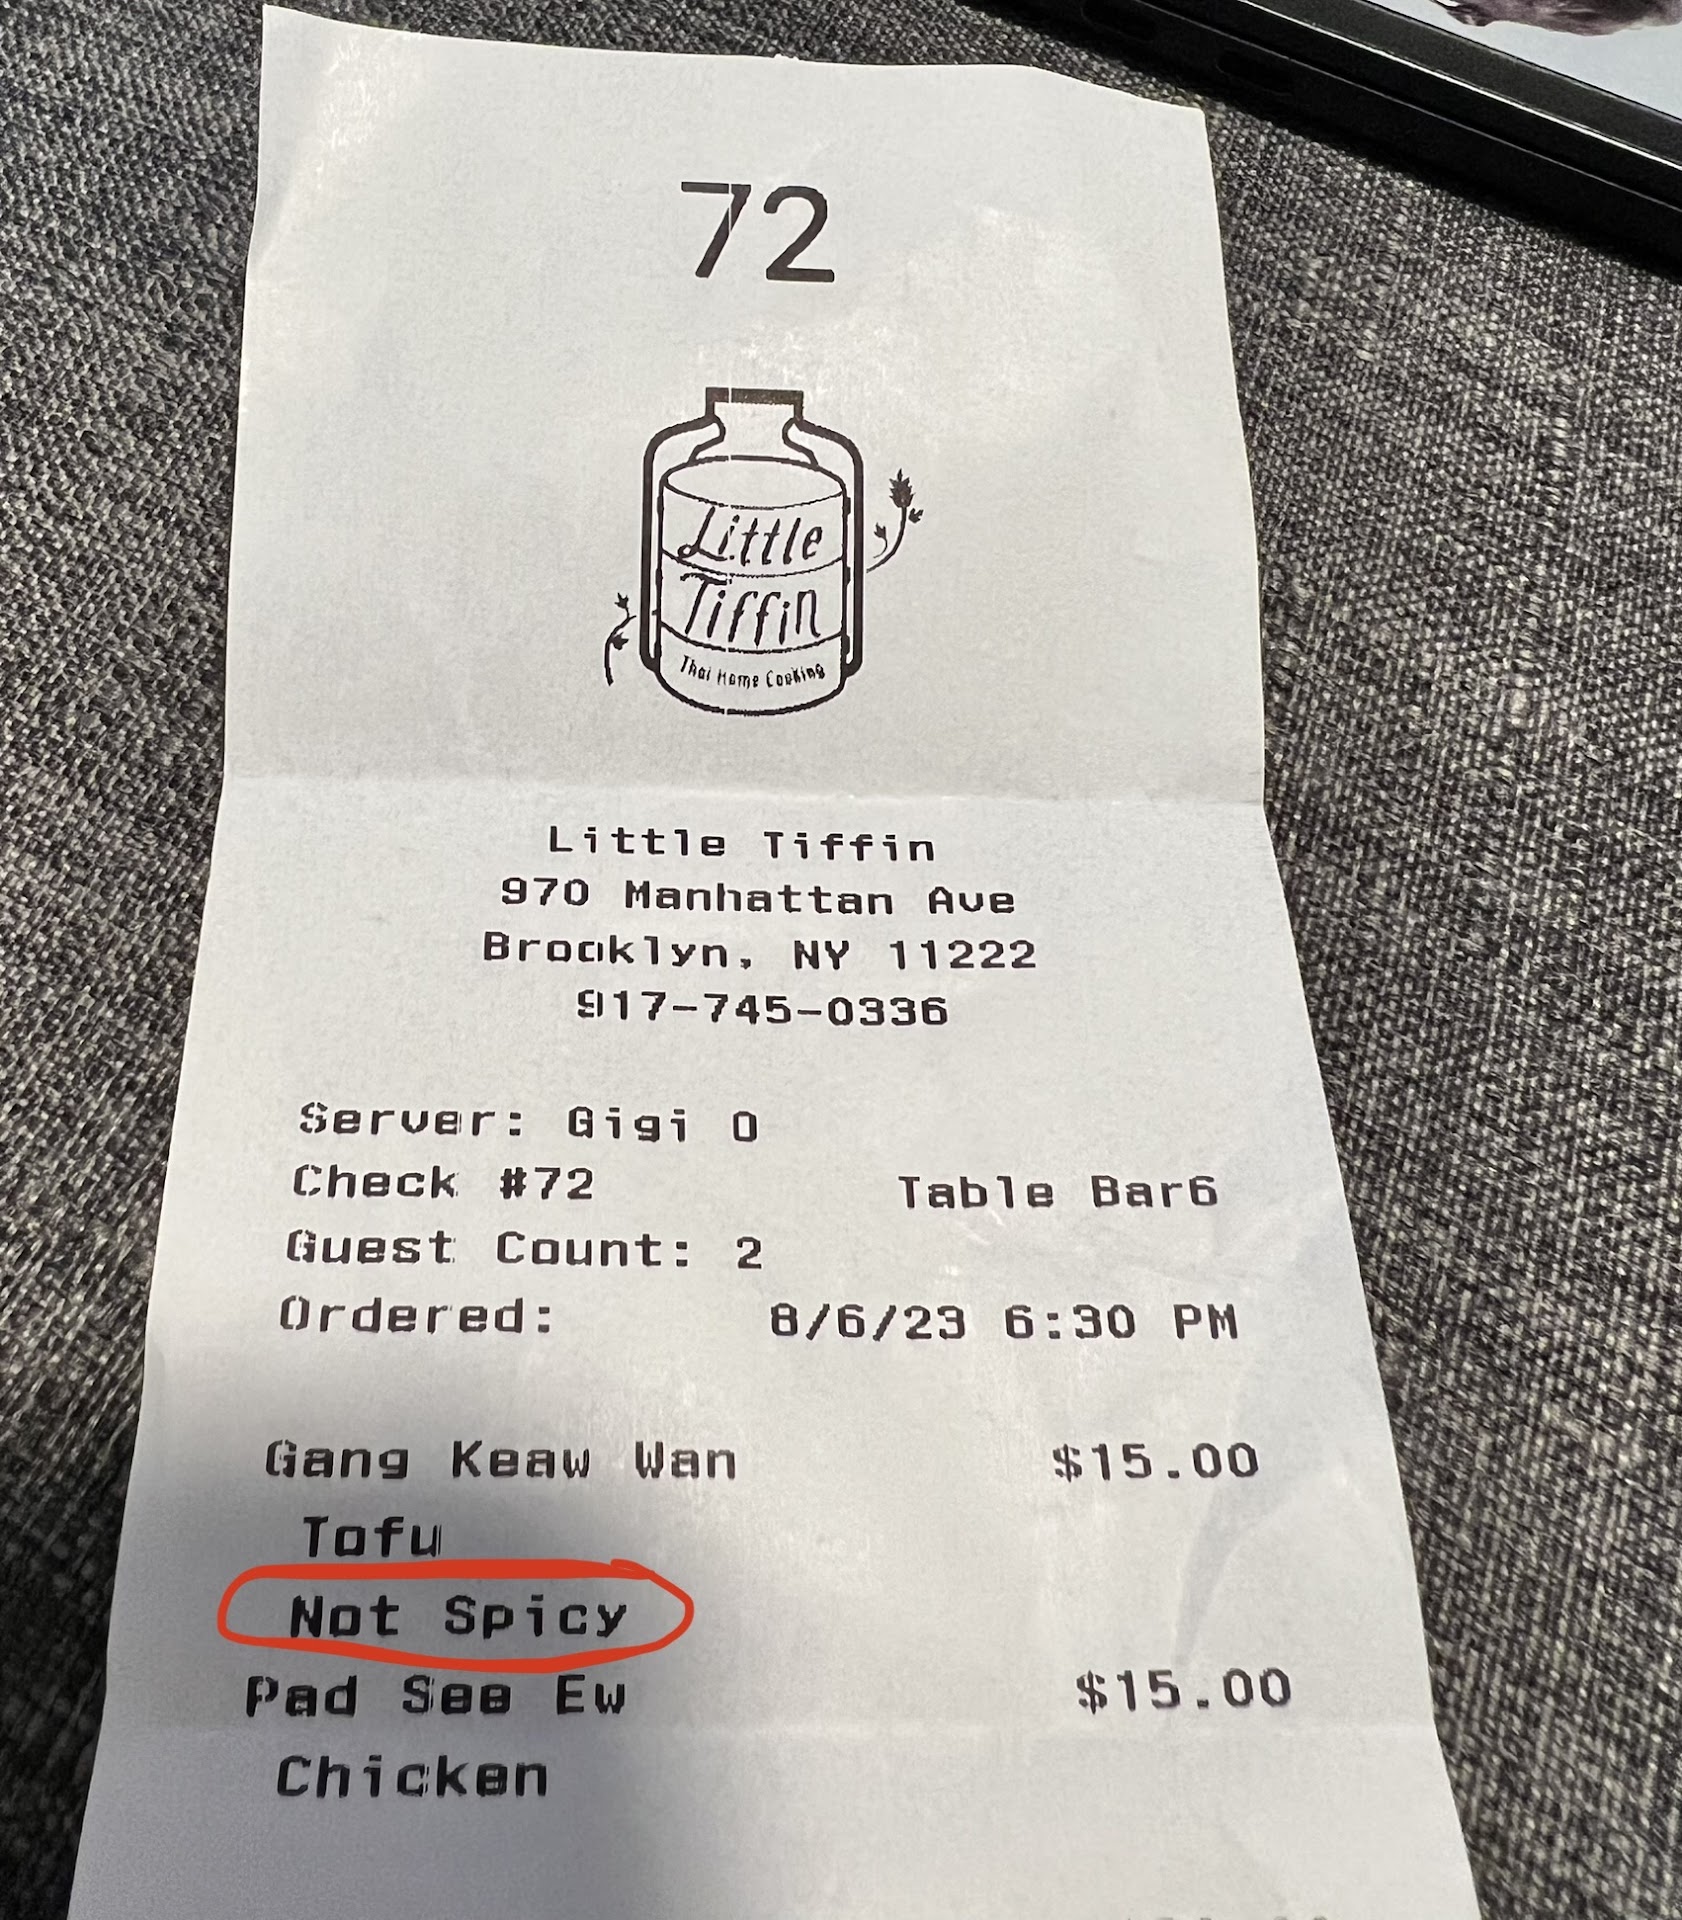 72
Little
Tiffin
Thai Home Cooking
Little Tiffin
970 Manhattan Ave
Brooklyn, NY 11222
917-745-0336
Server: Gigi O
Check #72 Table Bar6
Guest Count: 2
Ordered: 8/6/23 6:30 PM
Gang Keaw Wan $15.00
Tofu
Not Spicy
Pad See Ew $15.00
Chicken